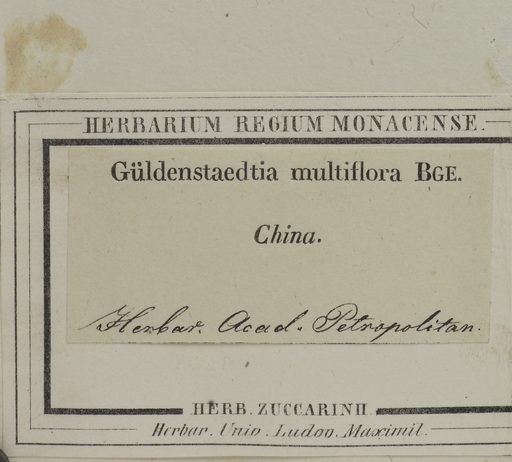 HERBARIUM REGIUM MONACENSE.
Güldenstaedtia multiflora BGE.
China.
Herbar. Acad. Petropolitan.
HERB. ZUCCARINII
Herbar. Univ. Ludov. Maximil.